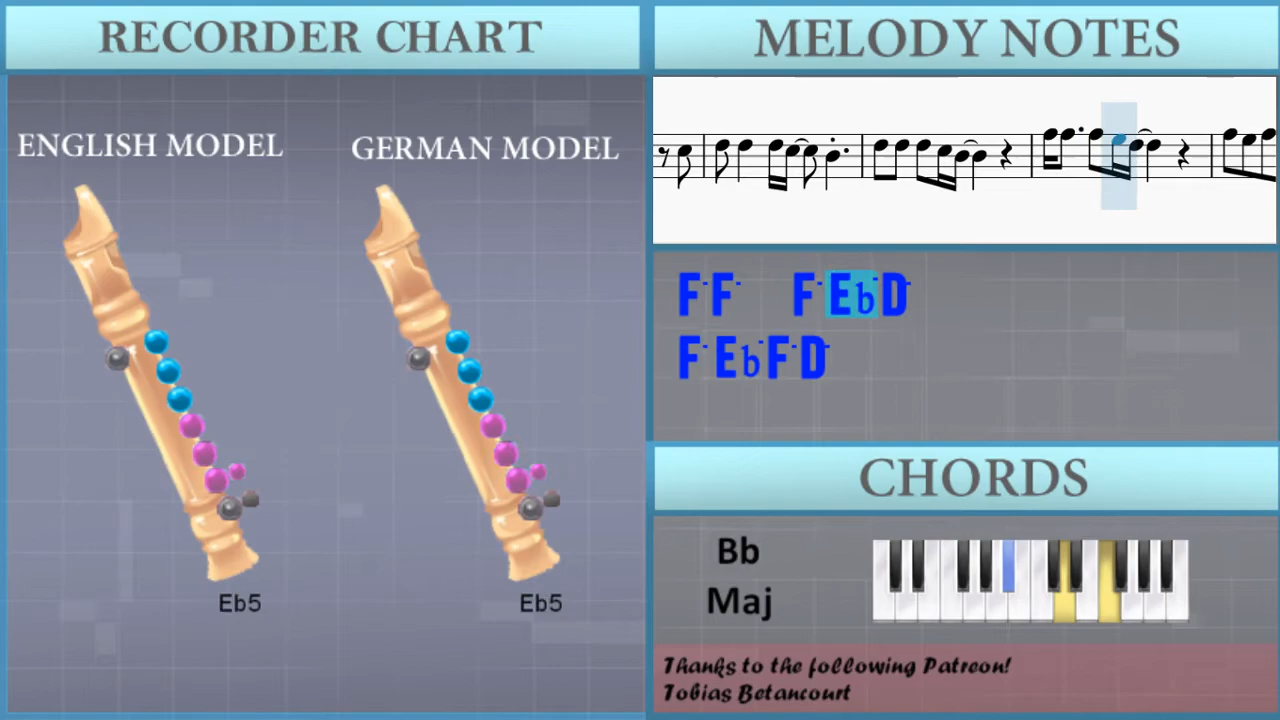 RECORDER CHART
ENGLISH MODEL
GERMAN MODEL
Eb5
Eb5
MELODY NOTES
F· F· F· Eb· D·
F· Eb· F· D·
CHORDS
Bb
Maj
Thanks to the following Patreon!
Tobias Betancourt